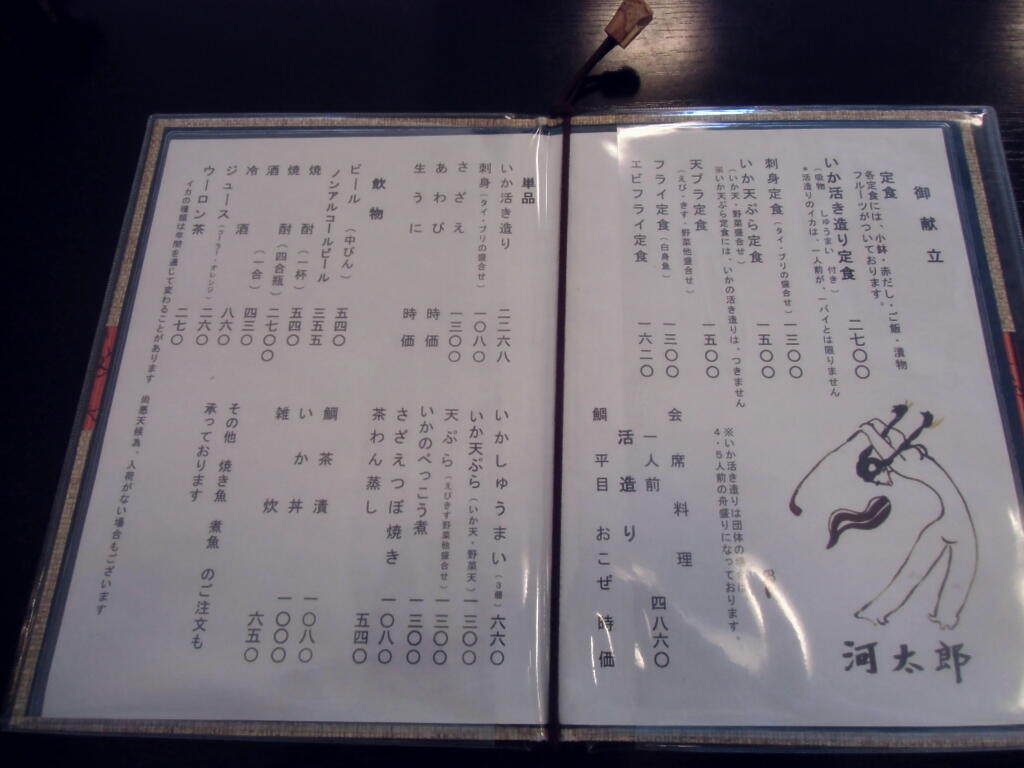 御献立
定食
各定食には、小鉢・赤だし・ご飯・漬物
フルーツがついております。
いか活き造り定食 二七〇〇
(吸物 しゅうまい 付き)
*活造りのイカは、一人前が、一パイとは限りません
刺身定食(タイ・ブリの盛合せ) 一三〇〇
いか天ぷら定食 一五〇〇
(いか天・野菜盛合せ)
※いか天ぷら定食には、いかの活き造りは、つきません
天プラ定食 一五〇〇
(えび・きす・野菜他盛合せ)
フライ定食(白身魚) 一三〇〇
エビフライ定食 一六二〇
※いか活き造りは団体の場合は
4・5人前の舟盛りになっております。
会席料理
一人前 四八六〇
活造り
鯛 平目 おこぜ 時価
河太郎
単品
いか活き造り 二二六八
刺身(タイ・ブリの盛合せ) 一〇八〇
さざえ 一三〇〇
あわび 時価
生うに 時価
飲物
ビール(中びん) 五四〇
ノンアルコールビール 三五五
焼酎(一杯) 五四〇
焼酎(四合瓶) 二七〇〇
酒(一合) 四三〇
冷酒 八六〇
ジュース(コーラー・オレンジ) 二六〇
ウーロン茶 二七〇
いかしゅうまい(3個) 六六〇
いか天ぷら(いか天・野菜天) 一三〇〇
天ぷら(えびきす野菜他盛合せ) 一三〇〇
いかのべっこう煮 一三〇〇
さざえつぼ焼き 一〇八〇
茶わん蒸し 五四〇
鯛茶漬 一〇八〇
いか丼 一〇〇〇
雑炊 六五〇
その他 焼き魚 煮魚 のご注文も
承っております
イカの種類は年間を通じて変わることがあります 尚悪天候為、入荷がない場合もございます